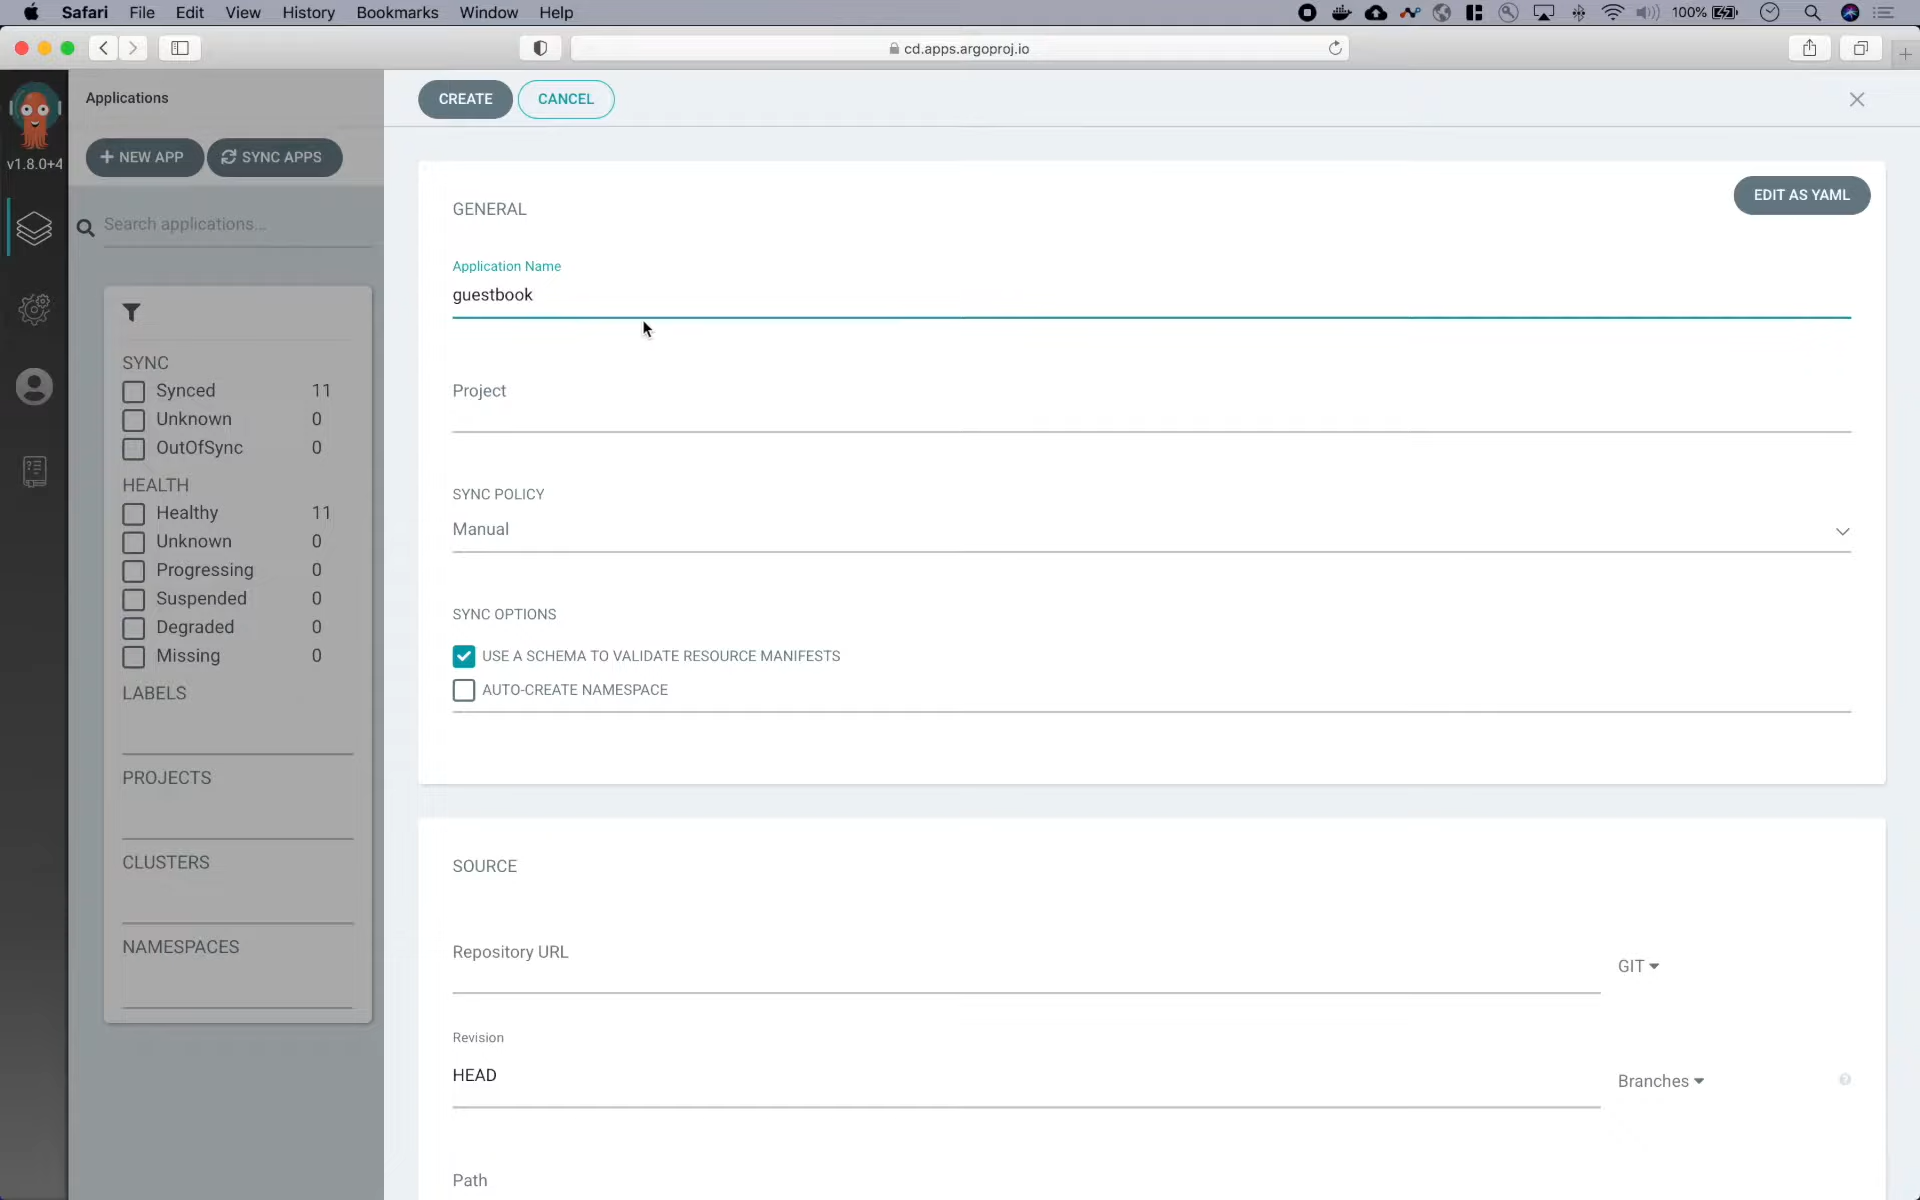 Safari File Edit View History Bookmarks Window Help 100%
cd.apps.argoproj.io
Applications
v1.8.0+4
NEW APP SYNC APPS
Search applications...
SYNC
Synced 11
Unknown 0
OutOfSync 0
HEALTH
Healthy 11
Unknown 0
Progressing 0
Suspended 0
Degraded 0
Missing 0
LABELS
PROJECTS
CLUSTERS
NAMESPACES
CREATE CANCEL
GENERAL
EDIT AS YAML
Application Name
guestbook
Project
SYNC POLICY
Manual
SYNC OPTIONS
USE A SCHEMA TO VALIDATE RESOURCE MANIFESTS
AUTO-CREATE NAMESPACE
SOURCE
Repository URL
GIT
Revision
HEAD
Branches
Path